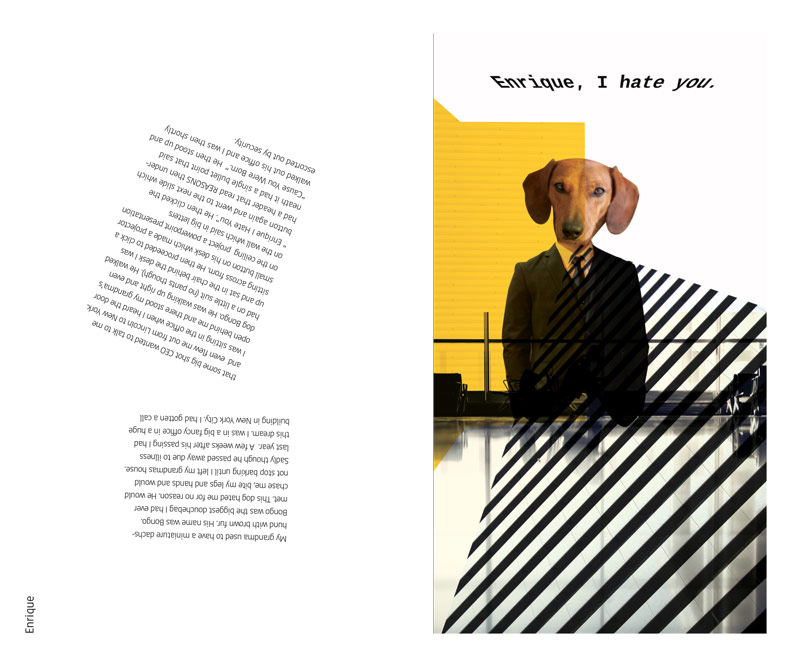 Enrique, I hate you.
My grandma used to have a miniature dachs-
hund with brown fur. His name was Bongo.
Bongo was the biggest douchebag I had ever
met. This dog hated me for no reason. He would
chase me, bite my legs and hands and would
not stop barking until I left my grandmas house.
Sadly though he passed away due to illness
last year. A few weeks after his passing I had
this dream. I was in a big fancy office in a huge
building in New York City. I had gotten a call
that some big shot CEO wanted to talk to me
and even flew me out from Lincoln to New York.
I was sitting in the office when I heard the door
open behind me and there stood my grandma's
dog Bongo. He was walking up right and even
had on a little suit (no pants though). He walked
up and sat in the chair behind the desk I was
sitting across from. He then proceeded to click a
small button on his desk which made a projector
on the ceiling project a powerpoint presentation
on the wall which said in big letters
" Enrique I Hate You". He then clicked the
button again and went to the next slide which
had a header that read REASONS then under-
neath it had a single bullet point that said
"Cause You Were Born." He then stood up and
walked out his office and I was then shortly
escorted out by security.
Enrique